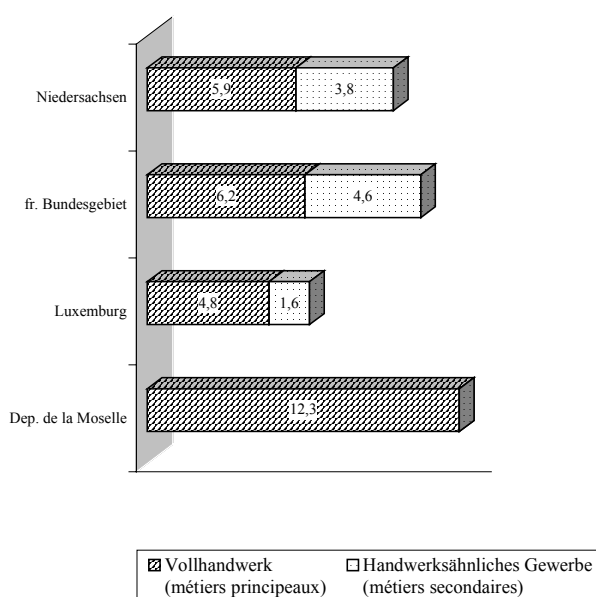 Niedersachsen 5,9 3,8
fr. Bundesgebiet 6,2 4,6
Luxemburg 4,8 1,6
Dep. de la Moselle 12,3
Vollhandwerk Handwerksähnliches Gewerbe
(métiers principeaux) (métiers secondaires)